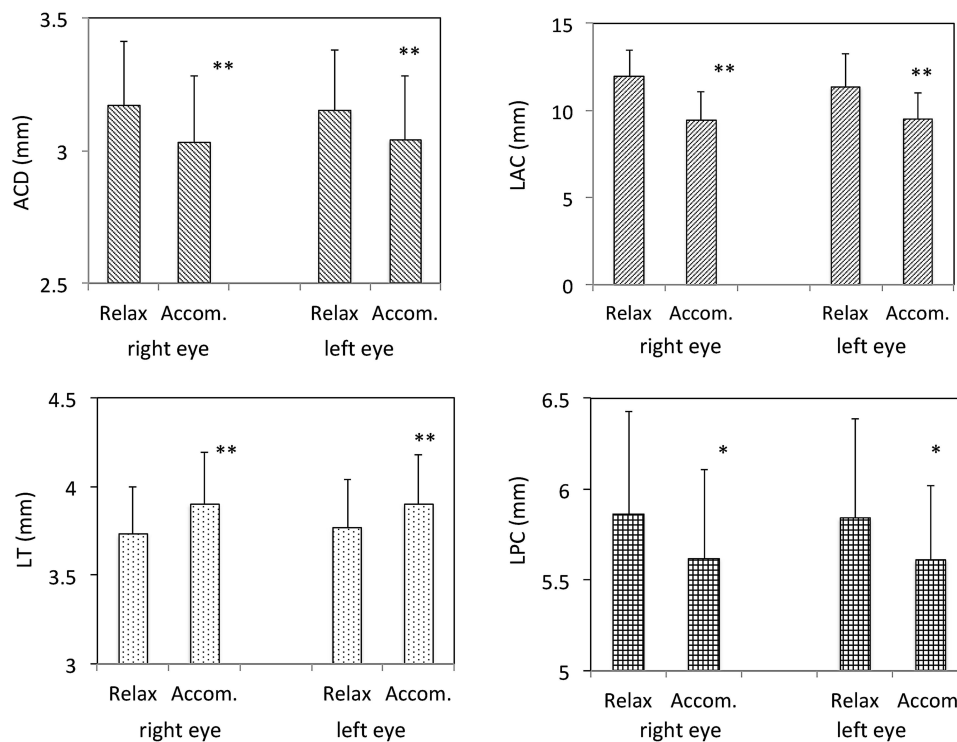 ACD (mm)
3.5
3
2.5
**
**
Relax Accom. Relax Accom.
right eye left eye
LAC (mm)
15
10
5
0
**
**
Relax Accom. Relax Accom.
right eye left eye
LT (mm)
4.5
4
3.5
3
**
**
Relax Accom. Relax Accom.
right eye left eye
LPC (mm)
6.5
6
5.5
5
*
*
Relax Accom. Relax Accom
right eye left eye